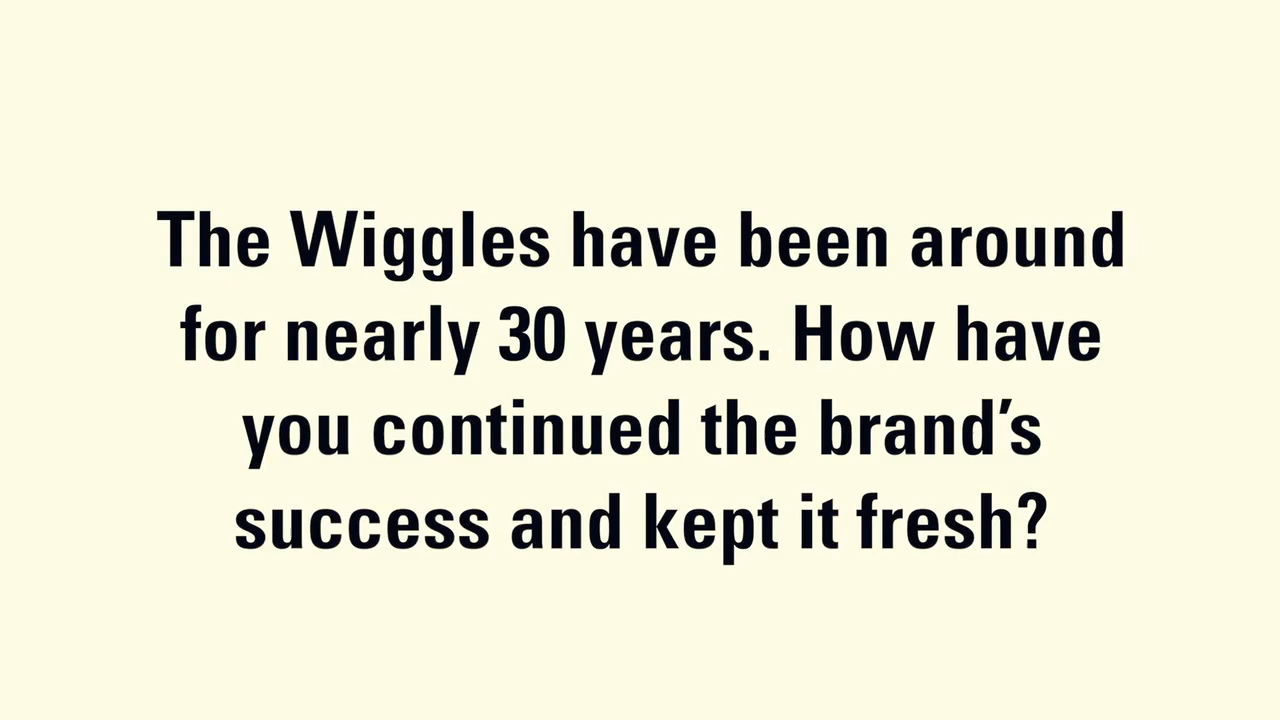 The Wiggles have been around
for nearly 30 years. How have
you continued the brand’s
success and kept it fresh?